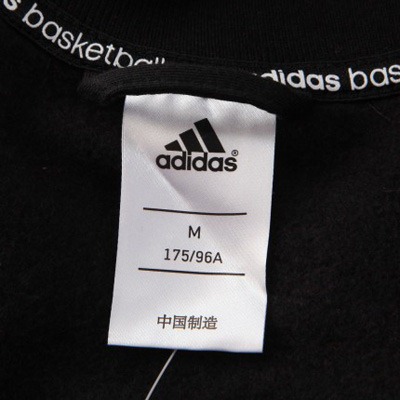 s basketball
adidas bas
adidas®
M
175/96A
中国制造